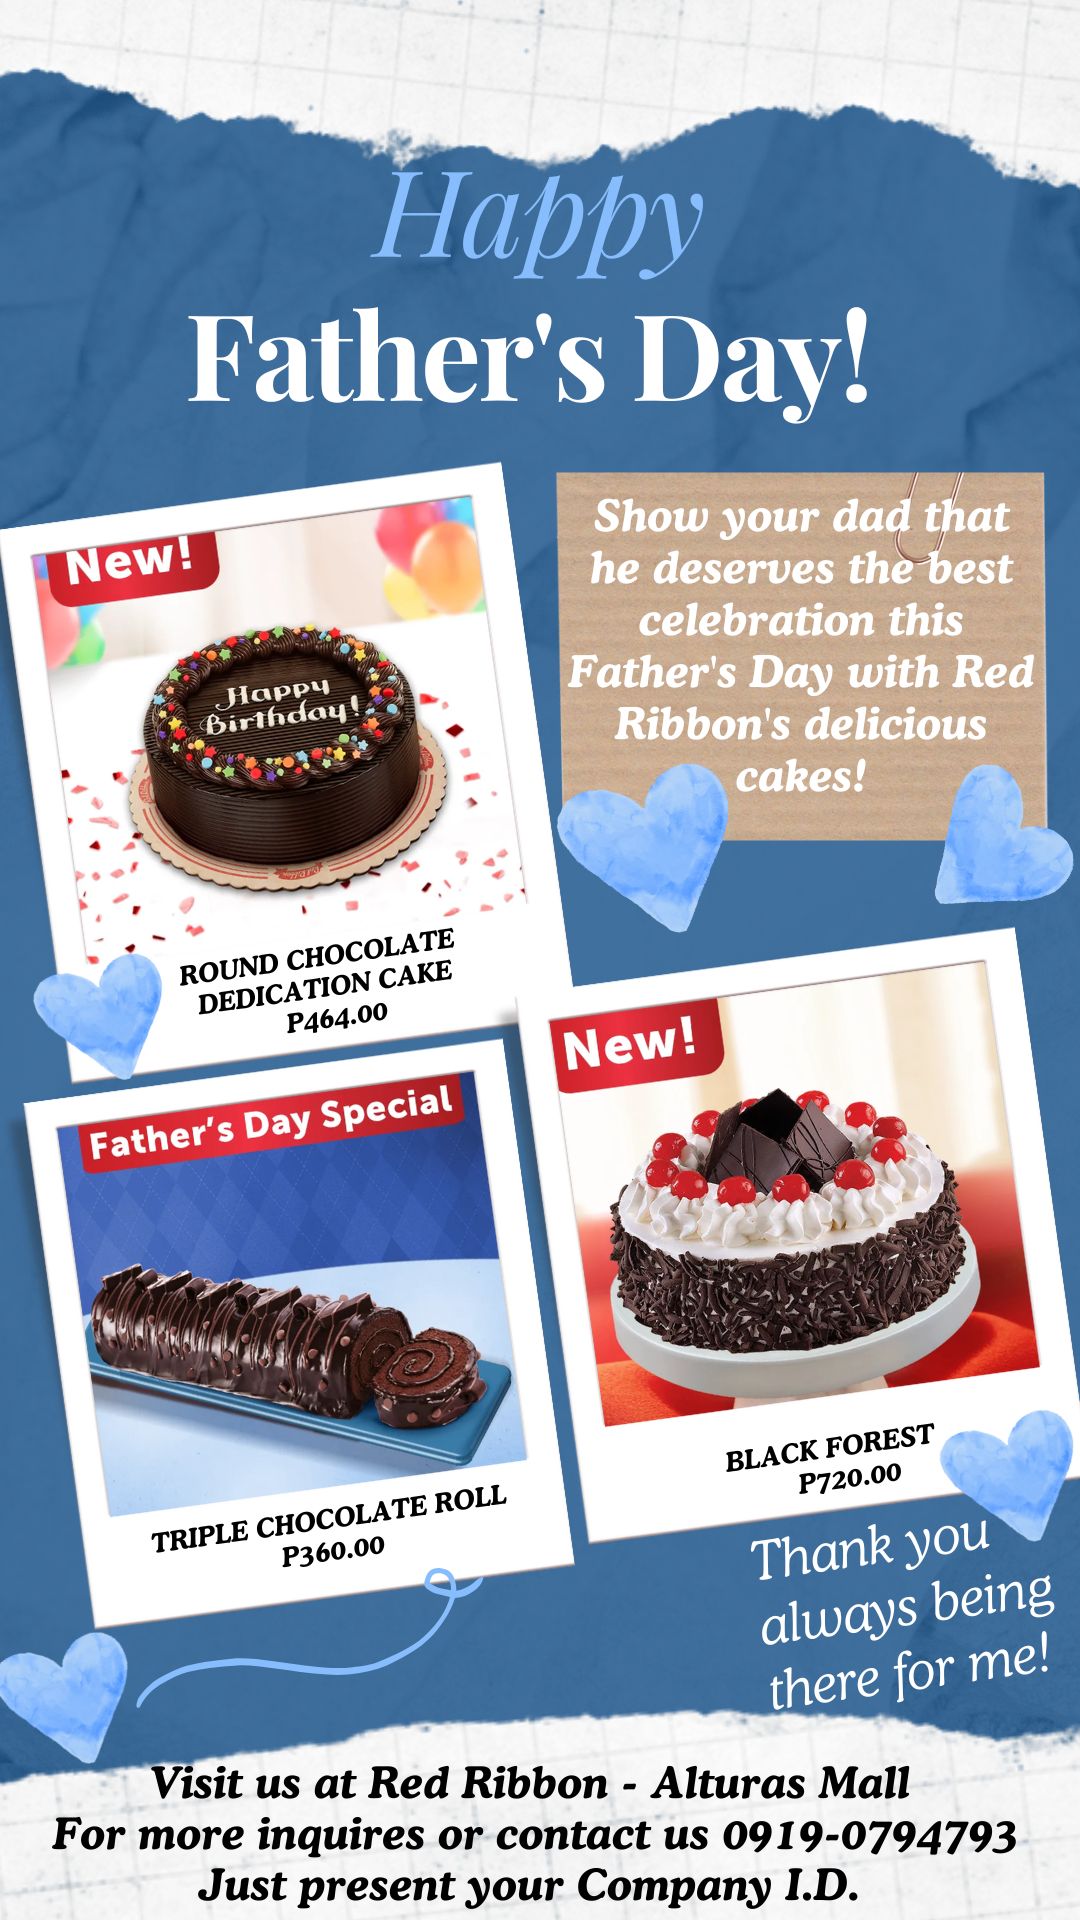 Happy
Father's Day!
New!
Happy
Birthday!
ROUND CHOCOLATE
DEDICATION CAKE
P464.00
Show your dad that
he deserves the best
celebration this
Father's Day with Red
Ribbon's delicious
cakes!
Father's Day Special
TRIPLE CHOCOLATE ROLL
P360.00
New!
BLACK FOREST
P720.00
Thank you
always being
there for me!
Visit us at Red Ribbon - Alturas Mall
For more inquires or contact us 0919-0794793
Just present your Company I.D.